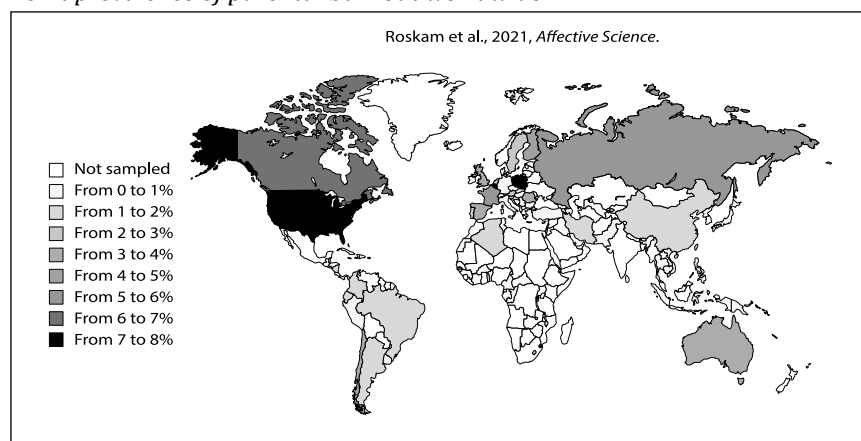 Roskam et al., 2021, Affective Science.
Not sampled
From 0 to 1%
From 1 to 2%
From 2 to 3%
From 3 to 4%
From 4 to 5%
From 5 to 6%
From 6 to 7%
From 7 to 8%